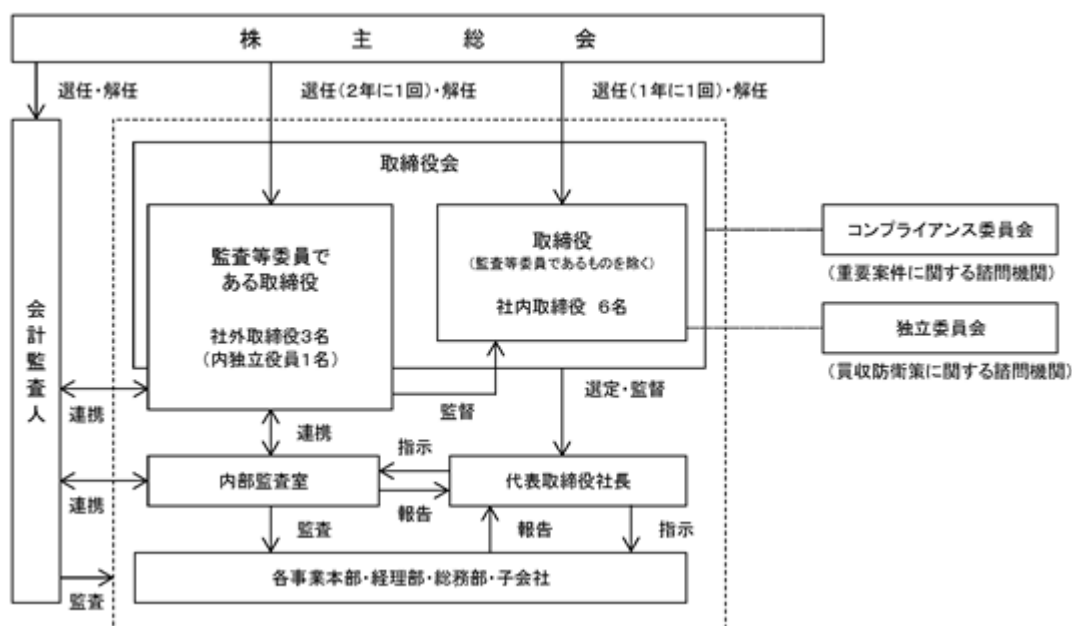 株主総会
選任・解任
選任(2年に1回)・解任
選任(1年に1回)・解任
取締役会
監査等委員で
ある取締役
社外取締役3名
(内独立役員1名)
取締役
(監査等委員であるものを除く)
社内取締役 6名
コンプライアンス委員会
(重要案件に関する諮問機関)
独立委員会
(買収防衛策に関する諮問機関)
会計監査人
連携
監督
選定・監督
連携
指示
内部監査室
代表取締役社長
連携
報告
監査
報告
指示
各事業本部・経理部・総務部・子会社
監査